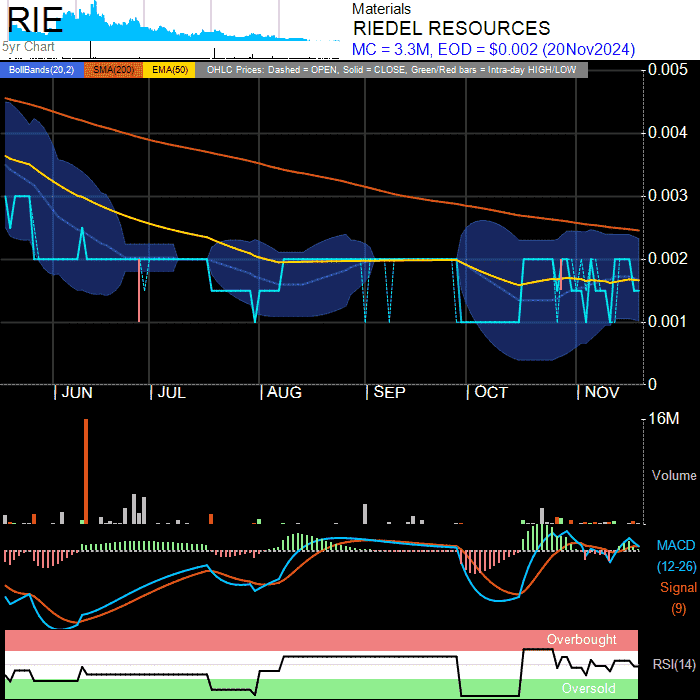 RIE
5yr Chart
Materials
RIEDEL RESOURCES
MC = 3.3M, EOD = $0.002 (20Nov2024)
BollBands(20,2) SMA(200) EMA(50) OHLC Prices: Dashed = OPEN, Solid = CLOSE, Green/Red bars = Intra-day HIGH/LOW
0.005
0.004
0.003
0.002
0.001
0
JUN JUL AUG SEP OCT NOV
16M
Volume
MACD
(12-26)
Signal
(9)
Overbought
RSI(14)
Oversold